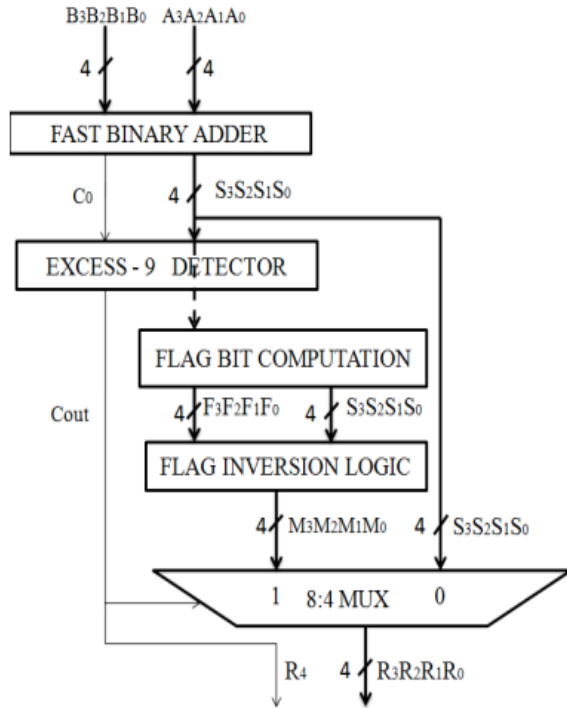 B₃B₂B₁B₀ A₃A₂A₁A₀
4 4
FAST BINARY ADDER
C₀ 4 S₃S₂S₁S₀
EXCESS - 9 DETECTOR
FLAG BIT COMPUTATION
Cout 4 F₃F₂F₁F₀ 4 S₃S₂S₁S₀
FLAG INVERSION LOGIC
4 M₃M₂M₁M₀ 4 S₃S₂S₁S₀
1 8:4 MUX 0
R₄ 4 R₃R₂R₁R₀